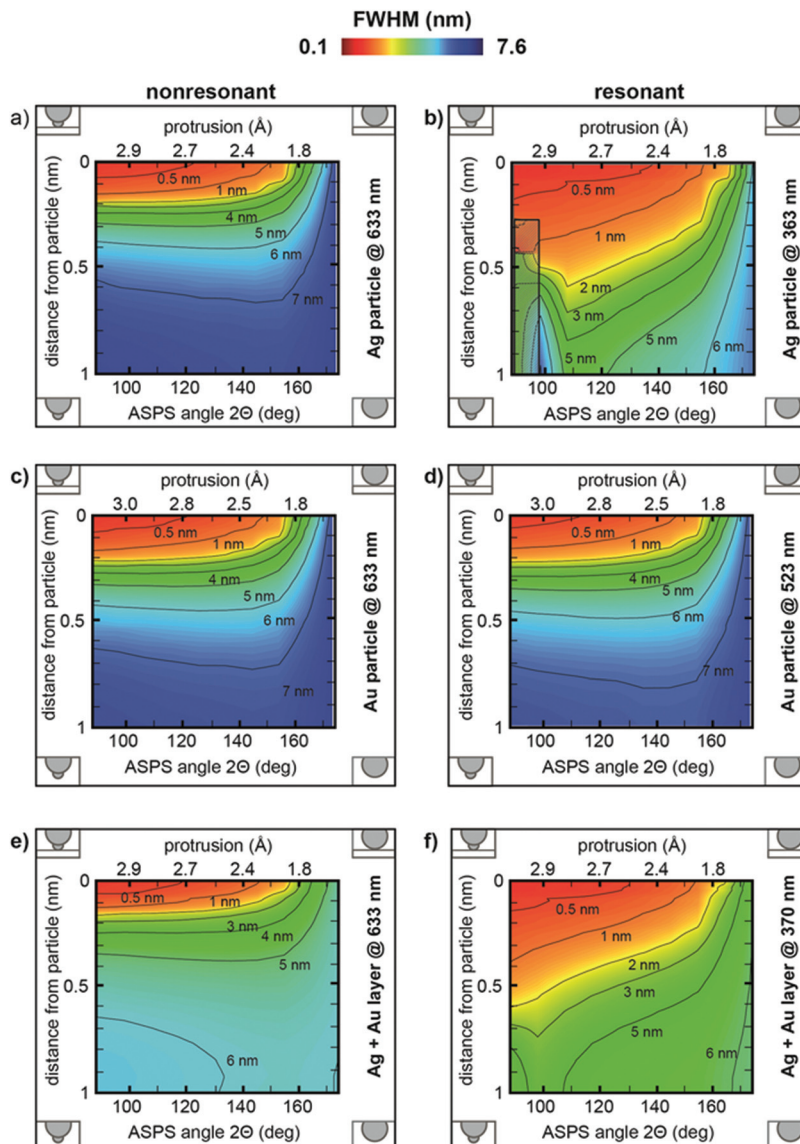 FWHM (nm)
0.1 7.6
nonresonant resonant
a)
protrusion (Å)
2.9 2.7 2.4 1.8
distance from particle (nm)
0
0.5
1
0.5 nm
1 nm
4 nm
5 nm
6 nm
7 nm
100 120 140 160
ASPS angle 2Θ (deg)
Ag particle @ 633 nm
b)
protrusion (Å)
2.9 2.7 2.4 1.8
distance from particle (nm)
0
0.5
1
0.5 nm
1 nm
2 nm
3 nm
5 nm
5 nm
6 nm
100 120 140 160
ASPS angle 2Θ (deg)
Ag particle @ 363 nm
c)
protrusion (Å)
3.0 2.8 2.5 1.8
distance from particle (nm)
0
0.5
1
0.5 nm
1 nm
4 nm
5 nm
6 nm
7 nm
100 120 140 160
ASPS angle 2Θ (deg)
Au particle @ 633 nm
d)
protrusion (Å)
3.0 2.8 2.5 1.8
distance from particle (nm)
0
0.5
1
0.5 nm
1 nm
4 nm
5 nm
6 nm
7 nm
100 120 140 160
ASPS angle 2Θ (deg)
Au particle @ 523 nm
e)
protrusion (Å)
2.9 2.7 2.4 1.8
distance from particle (nm)
0
0.5
1
0.5 nm
1 nm
3 nm
4 nm
5 nm
6 nm
100 120 140 160
ASPS angle 2Θ (deg)
Ag + Au layer @ 633 nm
f)
protrusion (Å)
2.9 2.7 2.4 1.8
distance from particle (nm)
0
0.5
1
0.5 nm
1 nm
2 nm
3 nm
5 nm
6 nm
100 120 140 160
ASPS angle 2Θ (deg)
Ag + Au layer @ 370 nm